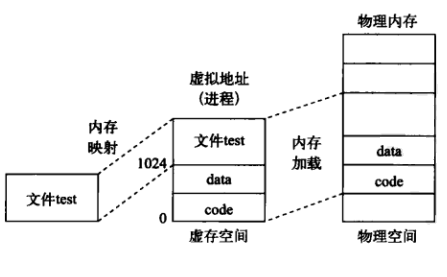 物理内存
虚拟地址
(进程)
内存
映射
文件test
内存
加载
1024
data
data
code
文件test
code
0
虚存空间
物理空间